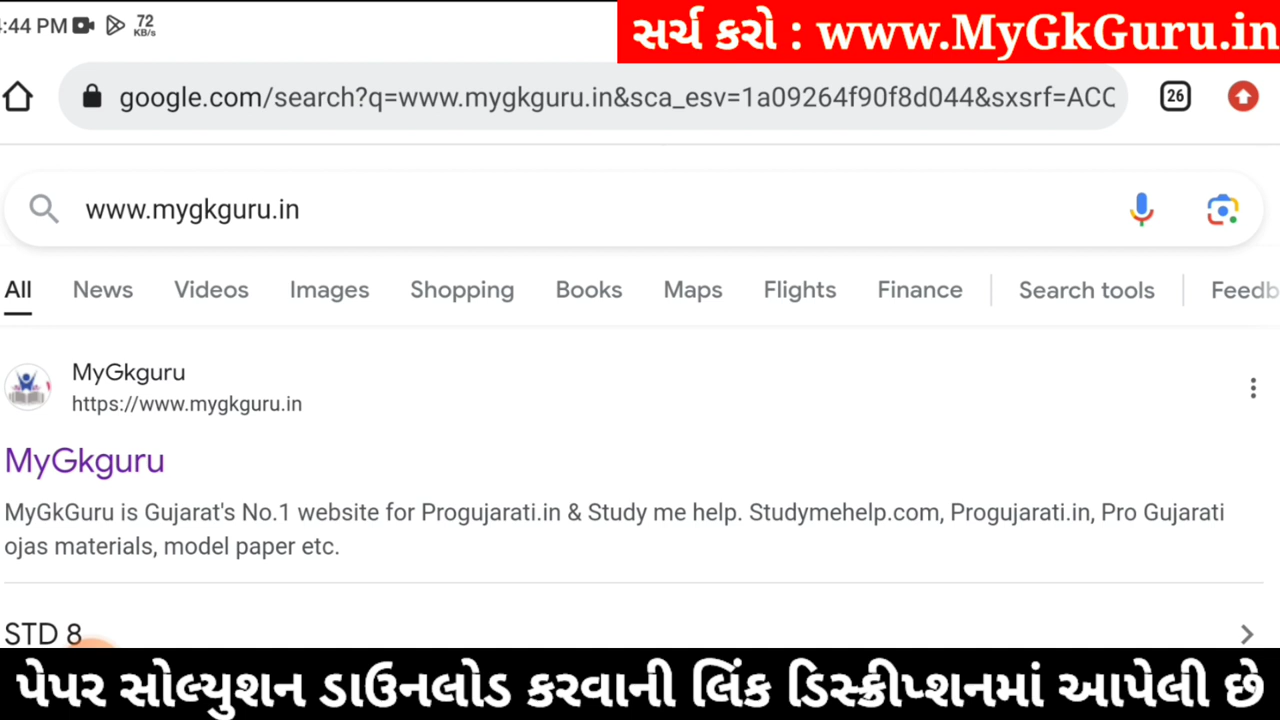 :44 PM 72 KB/s
સર્ચ કરો : www.MyGkGuru.in
google.com/search?q=www.mygkguru.in&sca_esv=1a09264f90f8d044&sxsrf=ACC
26
www.mygkguru.in
All News Videos Images Shopping Books Maps Flights Finance Search tools Feedb
MyGkguru
https://www.mygkguru.in
MyGkguru
MyGkGuru is Gujarat's No.1 website for Progujarati.in & Study me help. Studymehelp.com, Progujarati.in, Pro Gujarati
ojas materials, model paper etc.
STD 8
પેપર સોલ્યુશન ડાઉનલોડ કરવાની લિંક ડિસ્ક્રીપ્શનમાં આપેલી છે